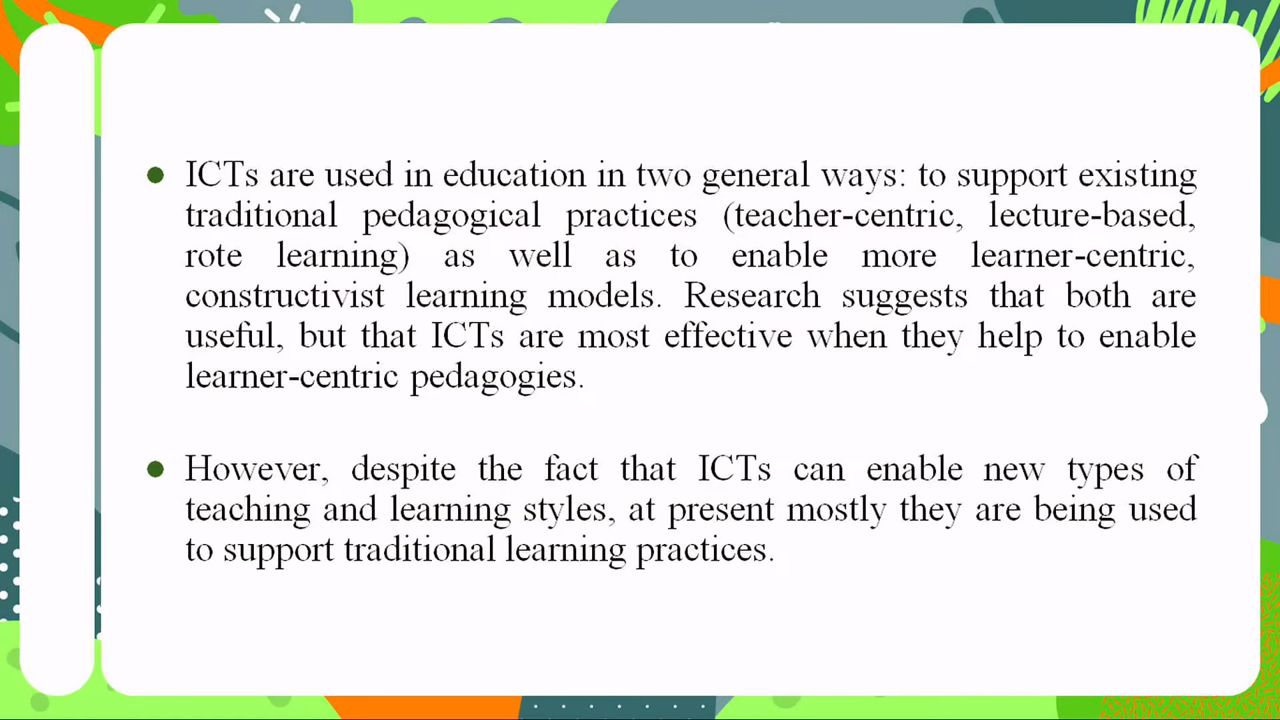 ICTs are used in education in two general ways: to support existing
traditional pedagogical practices (teacher-centric, lecture-based,
rote learning) as well as to enable more learner-centric,
constructivist learning models. Research suggests that both are
useful, but that ICTs are most effective when they help to enable
learner-centric pedagogies.
However, despite the fact that ICTs can enable new types of
teaching and learning styles, at present mostly they are being used
to support traditional learning practices.